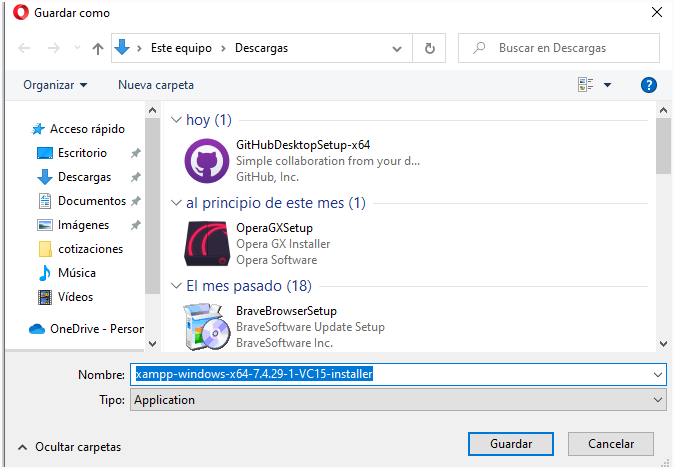 Guardar como
Este equipo > Descargas
Buscar en Descargas
Organizar
Nueva carpeta
Acceso rápido
Escritorio
Descargas
Documentos
Imágenes
cotizaciones
Música
Vídeos
OneDrive - Person
hoy (1)
GitHubDesktopSetup-x64
Simple collaboration from your d...
GitHub, Inc.
al principio de este mes (1)
OperaGXSetup
Opera GX Installer
Opera Software
El mes pasado (18)
BraveBrowserSetup
BraveSoftware Update Setup
BraveSoftware Inc.
Nombre: xampp-windows-x64-7.4.29-1-VC15-installer
Tipo: Application
Ocultar carpetas
Guardar
Cancelar